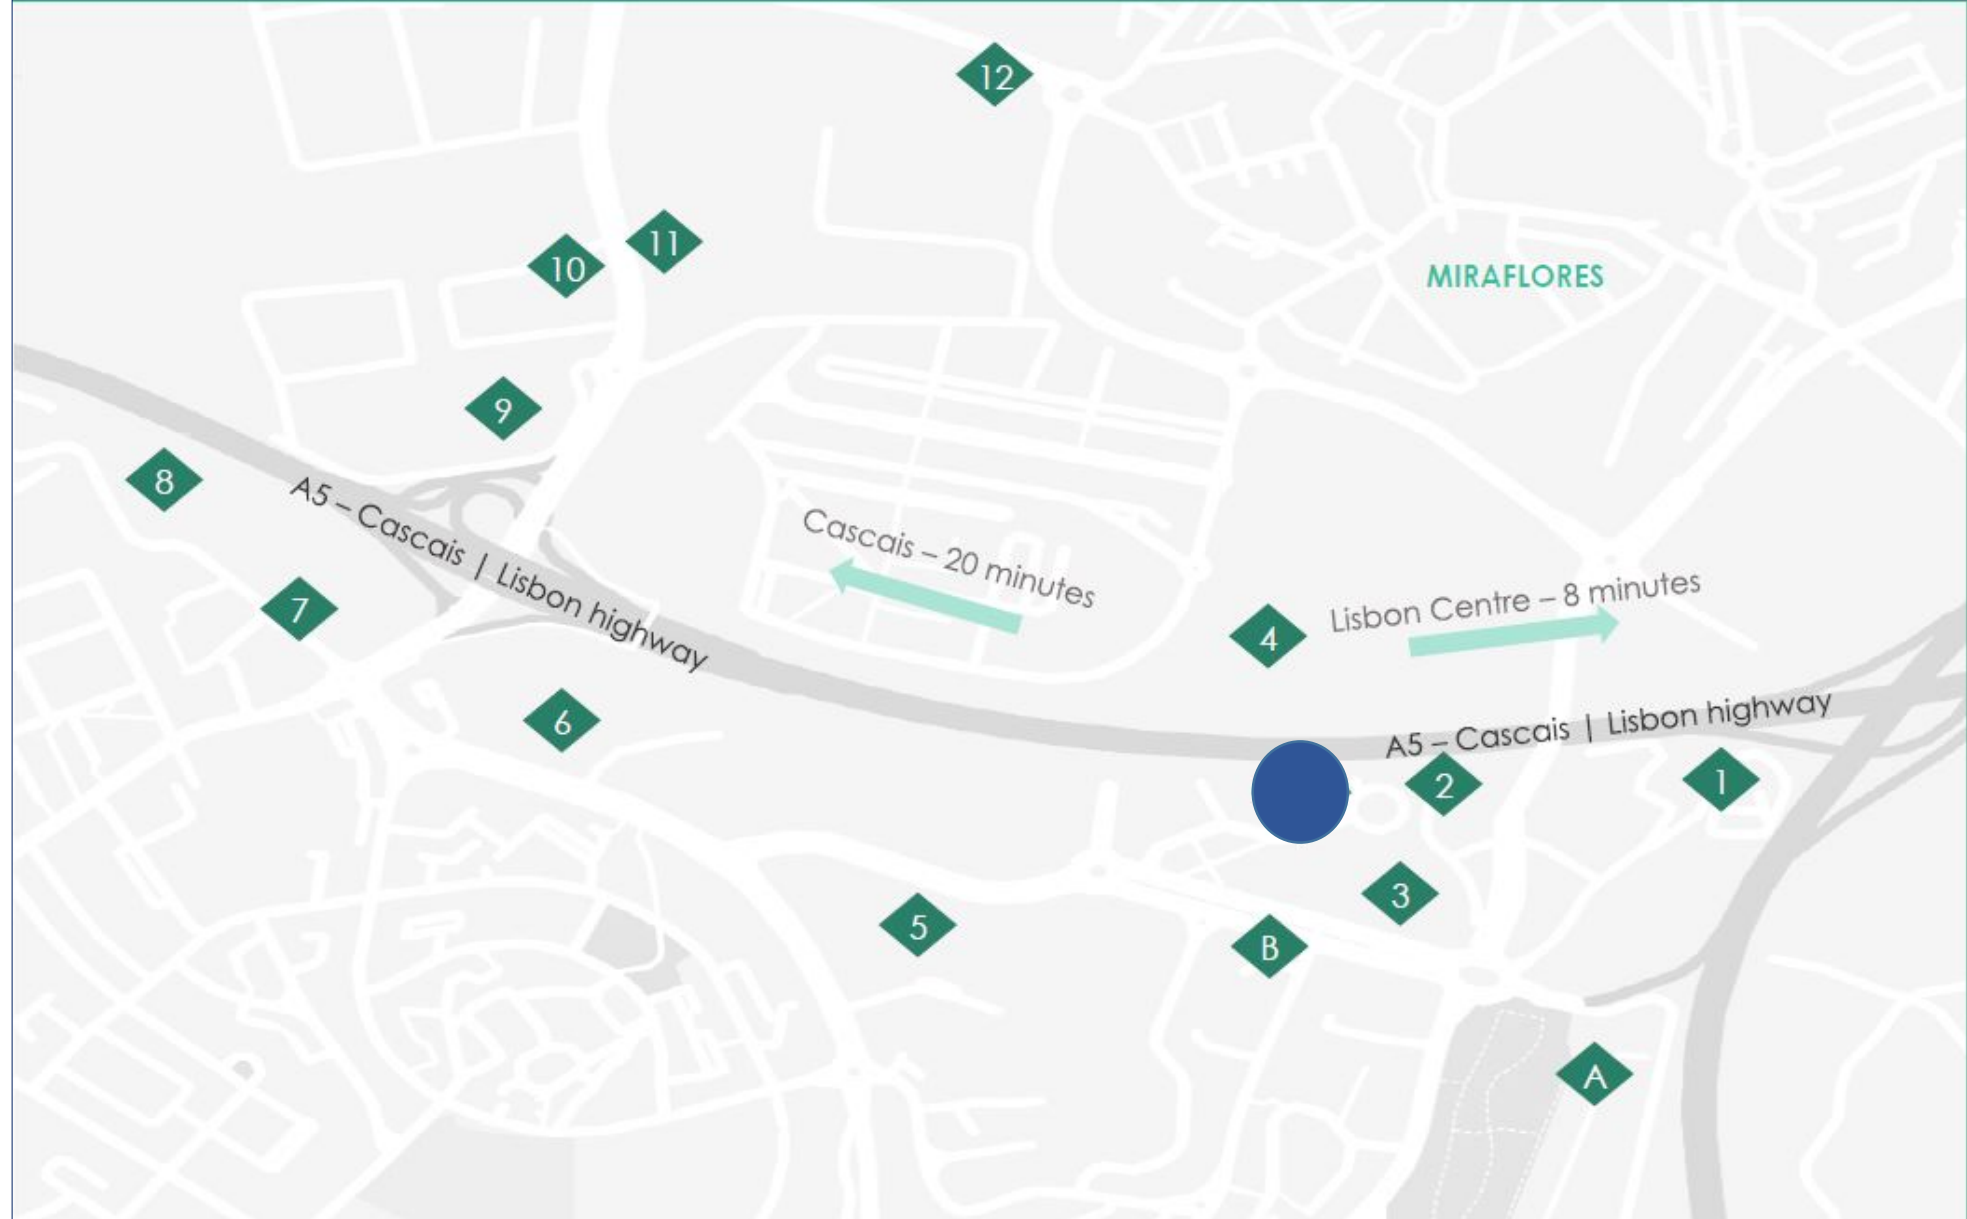 12
11
10
MIRAFLORES
9
8
A5 – Cascais | Lisbon highway
Cascais – 20 minutes
Lisbon Centre – 8 minutes
7
4
6
A5 – Cascais | Lisbon highway
2
1
3
5
B
A